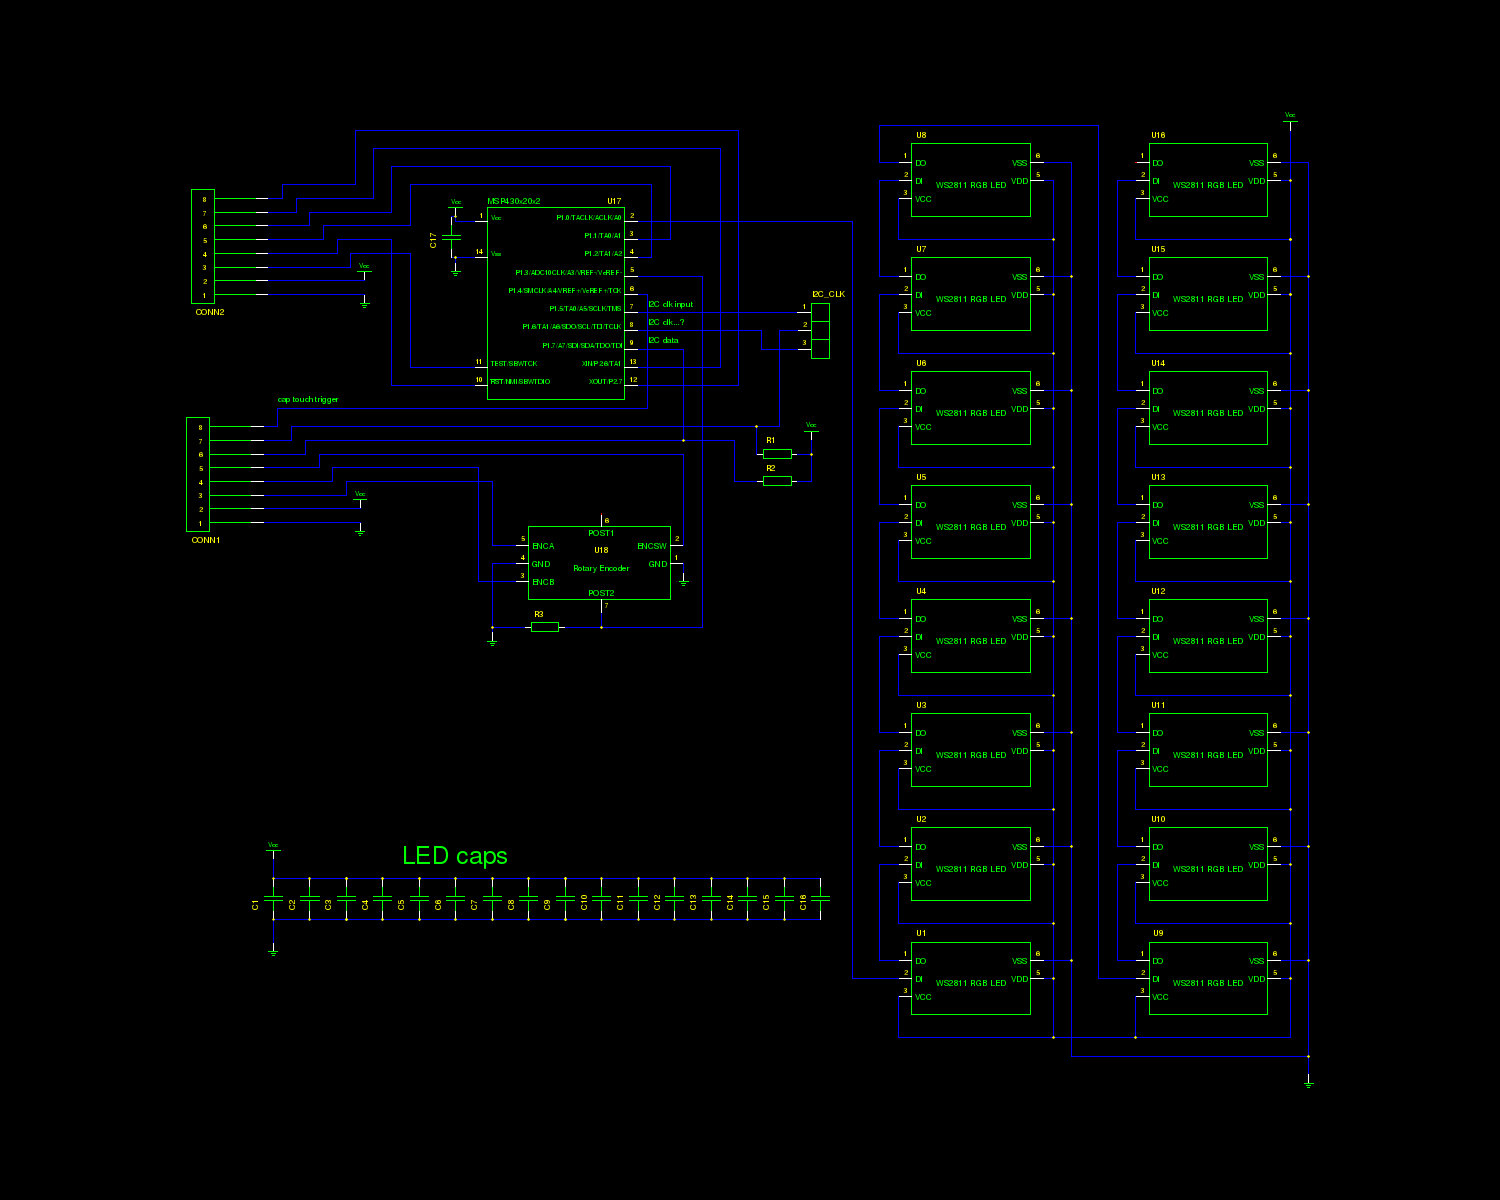 CONN2
8
7
6
5
4
3
2
1
Vcc
MSP430x20x2
U17
Vcc
C17
1 Vcc
14 Vss
11 TEST/SBWTCK
10 RST/NMI/SBWTDIO
P1.0/TACLK/ACLK/A0 2
P1.1/TA0/A1 3
P1.2/TA1/A2 4
P1.3/ADC10CLK/A3/VREF-/VeREF- 5
P1.4/SMCLK/A4/VREF+/VeREF+/TCK 6
P1.5/TA0/A5/SCLK/TMS 7
P1.6/TA1/A6/SDO/SCL/TDI/TCLK 8
P1.7/A7/SDI/SDA/TDO/TDI 9
XIN/P2.6/TA1 13
XOUT/P2.7 12
I2C clk input
I2C clk...?
I2C data
I2C_CLK
1
2
3
cap touch trigger
CONN1
8
7
6
5
4
3
2
1
Vcc
Vcc
R1
R2
6
POST1
U18
Rotary Encoder
5 ENCA
4 GND
3 ENCB
ENCSW 2
GND 1
POST2
7
R3
LED caps
Vcc
C1
C2
C3
C4
C5
C6
C7
C8
C9
C10
C11
C12
C13
C14
C15
C16
U8
1 DO VSS 6
2 DI WS2811 RGB LED VDD 5
3 VCC
U7
1 DO VSS 6
2 DI WS2811 RGB LED VDD 5
3 VCC
U6
1 DO VSS 6
2 DI WS2811 RGB LED VDD 5
3 VCC
U5
1 DO VSS 6
2 DI WS2811 RGB LED VDD 5
3 VCC
U4
1 DO VSS 6
2 DI WS2811 RGB LED VDD 5
3 VCC
U3
1 DO VSS 6
2 DI WS2811 RGB LED VDD 5
3 VCC
U2
1 DO VSS 6
2 DI WS2811 RGB LED VDD 5
3 VCC
U1
1 DO VSS 6
2 DI WS2811 RGB LED VDD 5
3 VCC
Vcc
U16
1 DO VSS 6
2 DI WS2811 RGB LED VDD 5
3 VCC
U15
1 DO VSS 6
2 DI WS2811 RGB LED VDD 5
3 VCC
U14
1 DO VSS 6
2 DI WS2811 RGB LED VDD 5
3 VCC
U13
1 DO VSS 6
2 DI WS2811 RGB LED VDD 5
3 VCC
U12
1 DO VSS 6
2 DI WS2811 RGB LED VDD 5
3 VCC
U11
1 DO VSS 6
2 DI WS2811 RGB LED VDD 5
3 VCC
U10
1 DO VSS 6
2 DI WS2811 RGB LED VDD 5
3 VCC
U9
1 DO VSS 6
2 DI WS2811 RGB LED VDD 5
3 VCC